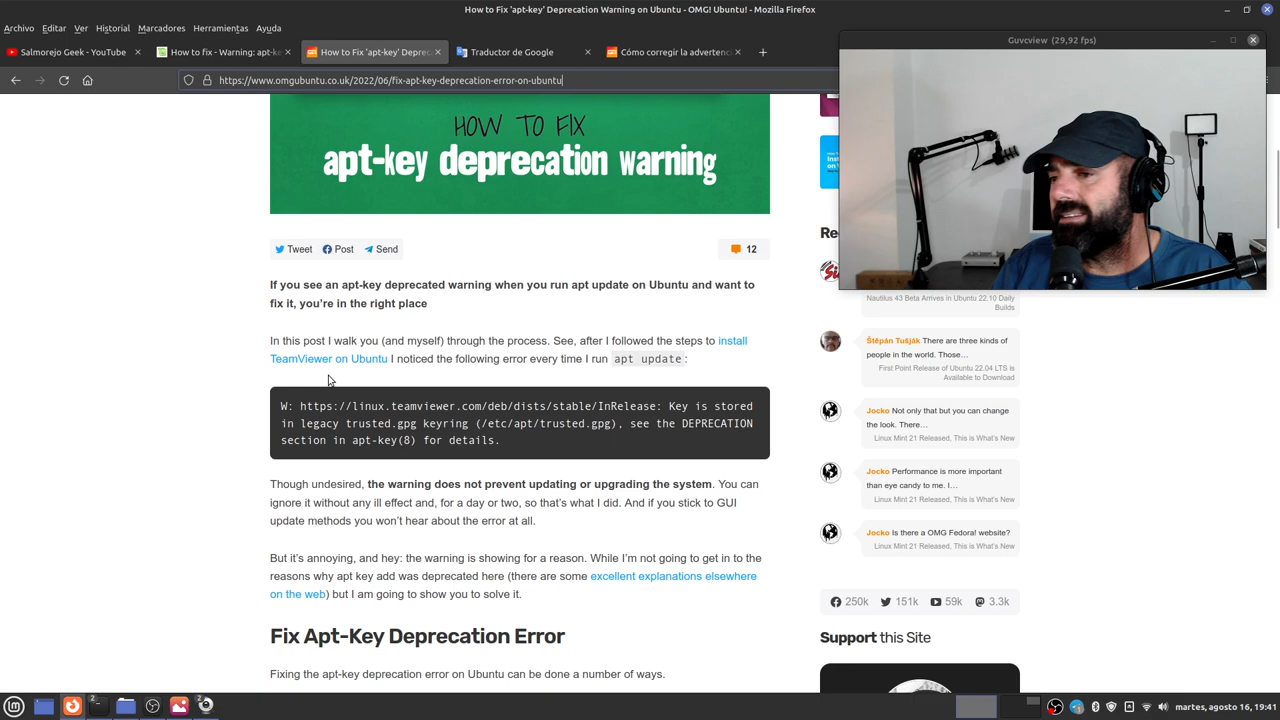 How to Fix 'apt-key' Deprecation Warning on Ubuntu - OMG! Ubuntu! - Mozilla Firefox
Archivo Editar Ver Historial Marcadores Herramientas Ayuda
Salmorejo Geek - YouTube
How to fix - Warning: apt-ke
How to Fix 'apt-key' Deprec
Traductor de Google
Cómo corregir la advertenc
https://www.omgubuntu.co.uk/2022/06/fix-apt-key-deprecation-error-on-ubuntu
Guvcview (29,92 fps)
HOW TO FIX
apt-key deprecation warning
Tweet Post Send
12
If you see an apt-key deprecated warning when you run apt update on Ubuntu and want to
fix it, you're in the right place
In this post I walk you (and myself) through the process. See, after I followed the steps to install
TeamViewer on Ubuntu I noticed the following error every time I run apt update:
W: https://linux.teamviewer.com/deb/dists/stable/InRelease: Key is stored
in legacy trusted.gpg keyring (/etc/apt/trusted.gpg), see the DEPRECATION
section in apt-key(8) for details.
Though undesired, the warning does not prevent updating or upgrading the system. You can
ignore it without any ill effect and, for a day or two, so that's what I did. And if you stick to GUI
update methods you won't hear about the error at all.
But it's annoying, and hey: the warning is showing for a reason. While I'm not going to get in to the
reasons why apt key add was deprecated here (there are some excellent explanations elsewhere
on the web) but I am going to show you to solve it.
Fix Apt-Key Deprecation Error
Fixing the apt-key deprecation error on Ubuntu can be done a number of ways.
Nautilus 43 Beta Arrives in Ubuntu 22.10 Daily
Builds
Štěpán Tušják There are three kinds of
people in the world. Those…
First Point Release of Ubuntu 22.04 LTS is
Available to Download
Jocko Not only that but you can change
the look. There…
Linux Mint 21 Released, This is What's New
Jocko Performance is more important
than eye candy to me. I…
Linux Mint 21 Released, This is What's New
Jocko Is there a OMG Fedora! website?
Linux Mint 21 Released, This is What's New
250k 151k 59k 3.3k
Support this Site
martes, agosto 16, 19:41